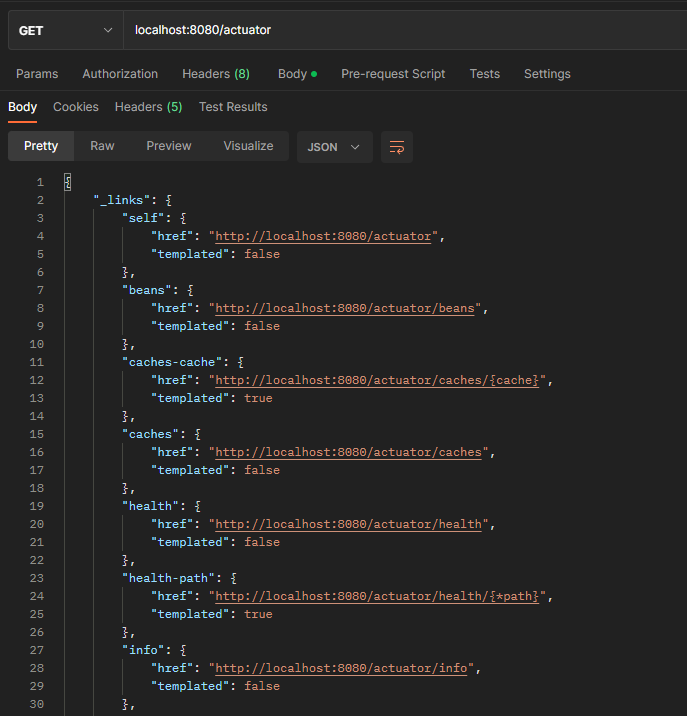 GET localhost:8080/actuator
Params Authorization Headers (8) Body Pre-request Script Tests Settings
Body Cookies Headers (5) Test Results
Pretty Raw Preview Visualize JSON
1 {
2 "_links": {
3 "self": {
4 "href": "http://localhost:8080/actuator",
5 "templated": false
6 },
7 "beans": {
8 "href": "http://localhost:8080/actuator/beans",
9 "templated": false
10 },
11 "caches-cache": {
12 "href": "http://localhost:8080/actuator/caches/{cache}",
13 "templated": true
14 },
15 "caches": {
16 "href": "http://localhost:8080/actuator/caches",
17 "templated": false
18 },
19 "health": {
20 "href": "http://localhost:8080/actuator/health",
21 "templated": false
22 },
23 "health-path": {
24 "href": "http://localhost:8080/actuator/health/{*path}",
25 "templated": true
26 },
27 "info": {
28 "href": "http://localhost:8080/actuator/info",
29 "templated": false
30 },